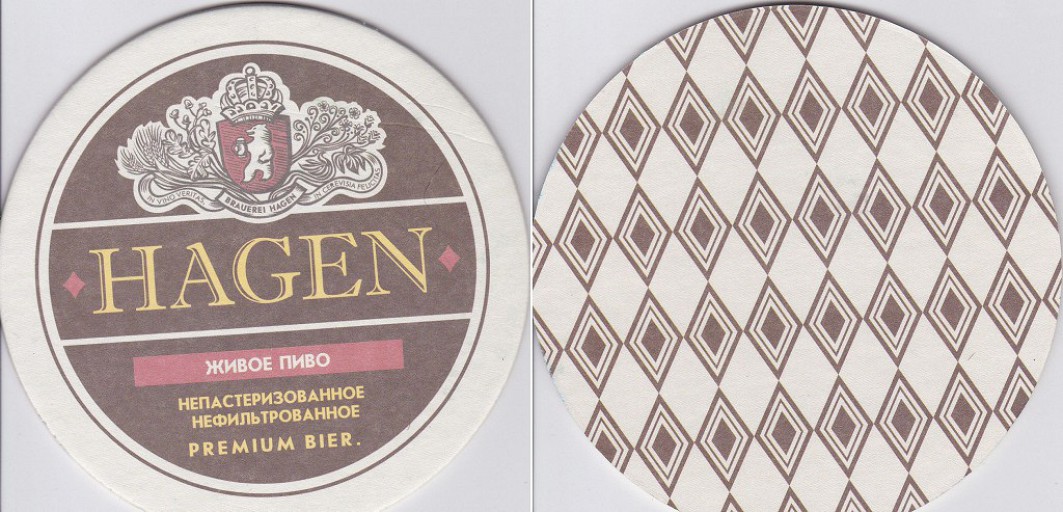 IN VINO VERITAS
BRAUEREI HAGEN
IN CEREVISIA FELICITAS
HAGEN
ЖИВОЕ ПИВО
НЕПАСТЕРИЗОВАННОЕ
НЕФИЛЬТРОВАННОЕ
PREMIUM BIER.